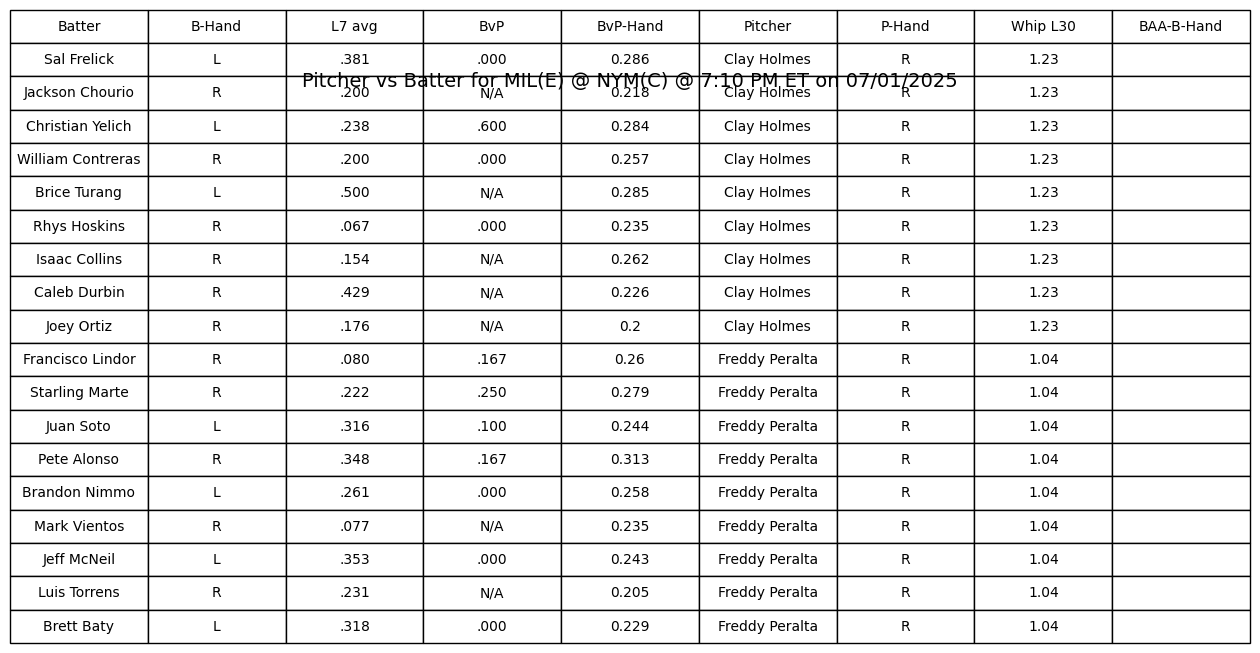 Batter B-Hand L7 avg BvP BvP-Hand Pitcher P-Hand Whip L30 BAA-B-Hand
Sal Frelick L .381 .000 0.286 Clay Holmes R 1.23
Pitcher vs Batter for MIL(E) @ NYM(C) @ 7:10 PM ET on 07/01/2025
Jackson Chourio R .200 N/A 0.218 Clay Holmes R 1.23
Christian Yelich L .238 .600 0.284 Clay Holmes R 1.23
William Contreras R .200 .000 0.257 Clay Holmes R 1.23
Brice Turang L .500 N/A 0.285 Clay Holmes R 1.23
Rhys Hoskins R .067 .000 0.235 Clay Holmes R 1.23
Isaac Collins R .154 N/A 0.262 Clay Holmes R 1.23
Caleb Durbin R .429 N/A 0.226 Clay Holmes R 1.23
Joey Ortiz R .176 N/A 0.2 Clay Holmes R 1.23
Francisco Lindor R .080 .167 0.26 Freddy Peralta R 1.04
Starling Marte R .222 .250 0.279 Freddy Peralta R 1.04
Juan Soto L .316 .100 0.244 Freddy Peralta R 1.04
Pete Alonso R .348 .167 0.313 Freddy Peralta R 1.04
Brandon Nimmo L .261 .000 0.258 Freddy Peralta R 1.04
Mark Vientos R .077 N/A 0.235 Freddy Peralta R 1.04
Jeff McNeil L .353 .000 0.243 Freddy Peralta R 1.04
Luis Torrens R .231 N/A 0.205 Freddy Peralta R 1.04
Brett Baty L .318 .000 0.229 Freddy Peralta R 1.04